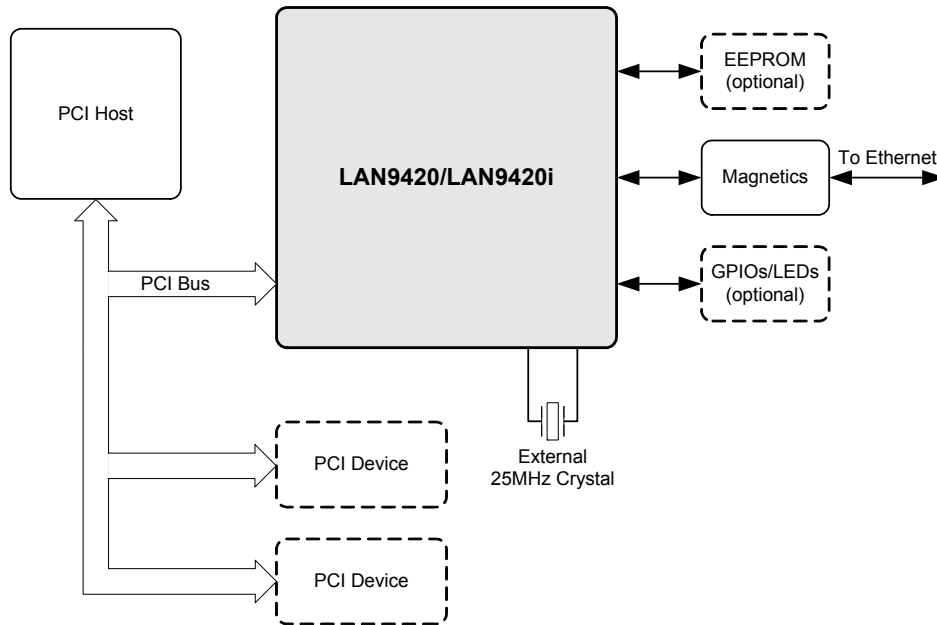 PCI Host
LAN9420/LAN9420i
EEPROM
(optional)
To Ethernet
Magnetics
PCI Bus
GPIOs/LEDs
(optional)
External
25MHz Crystal
PCI Device
PCI Device